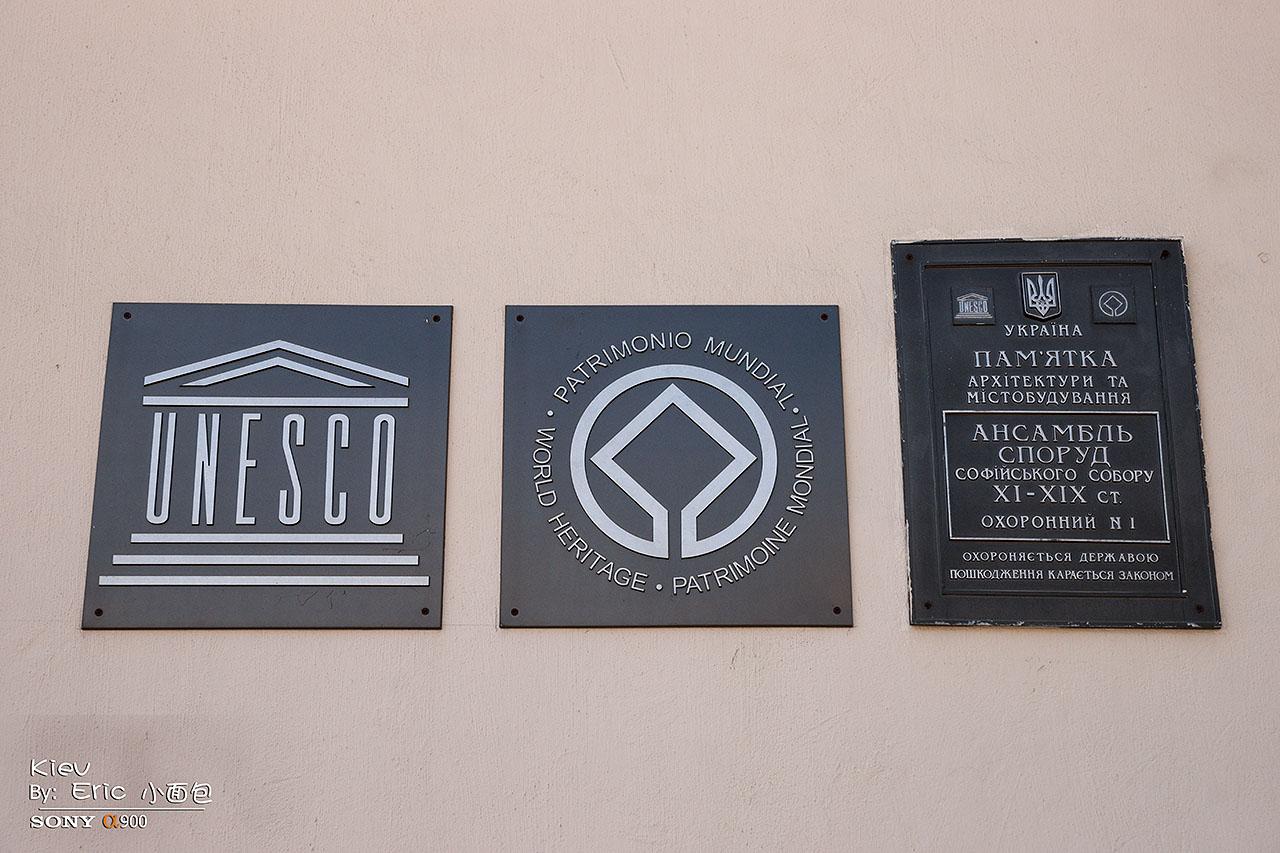 UNESCO
PATRIMONIO MUNDIAL • PATRIMOINE MONDIAL • WORLD HERITAGE •
UNESCO
УКРАЇНА
ПАМ'ЯТКА
АРХІТЕКТУРИ ТА
МІСТОБУДУВАННЯ
АНСАМБЛЬ
СПОРУД
СОФІЙСЬКОГО СОБОРУ
XI-XIX СТ.
ОХОРОННИЙ N 1
ОХОРОНЯЄТЬСЯ ДЕРЖАВОЮ
ПОШКОДЖЕННЯ КАРАЄТЬСЯ ЗАКОНОМ
Kiev
By: Eric 小面包
SONY α900